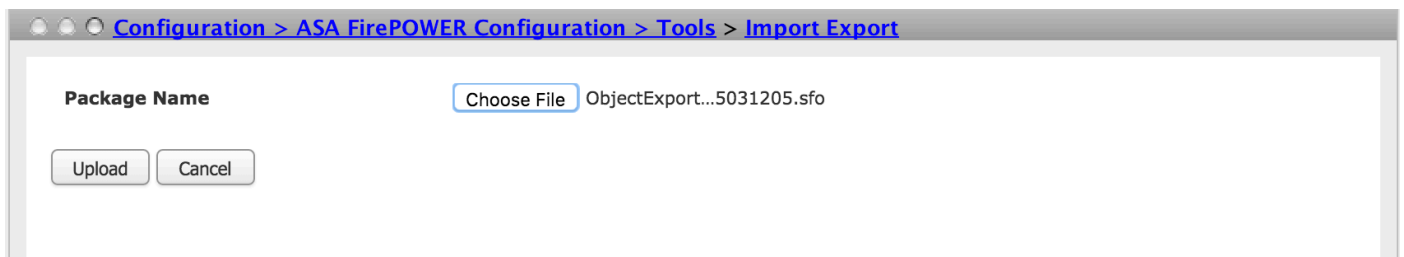 Configuration > ASA FirePOWER Configuration > Tools > Import Export
Package Name Choose File ObjectExport...5031205.sfo
Upload Cancel